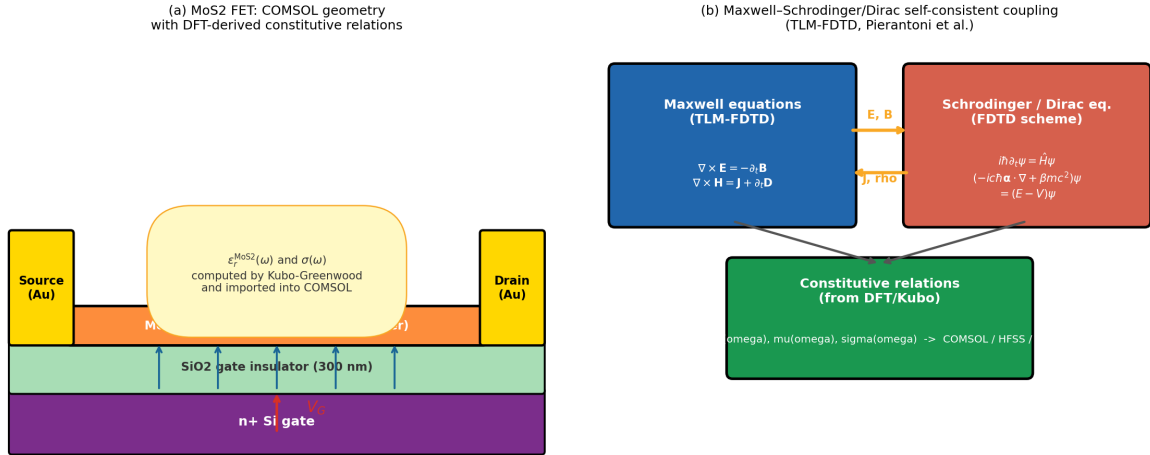 (a) MoS2 FET: COMSOL geometry
with DFT-derived constitutive relations
Source
(Au)
εᵣᴹᵒˢ²(ω) and σ(ω)
computed by Kubo-Greenwood
and imported into COMSOL
Drain
(Au)
SiO2 gate insulator (300 nm)
V_G
n+ Si gate
(b) Maxwell–Schrodinger/Dirac self-consistent coupling
(TLM-FDTD, Pierantoni et al.)
Maxwell equations
(TLM-FDTD)
∇ × E = −∂ₜB
∇ × H = J + ∂ₜD
E, B
J, rho
Schrodinger / Dirac eq.
(FDTD scheme)
iħ∂ₜψ = Ĥψ
(−icħα · ∇ + βmc²)ψ
= (E − V)ψ
Constitutive relations
(from DFT/Kubo)
omega), mu(omega), sigma(omega) -> COMSOL / HFSS /